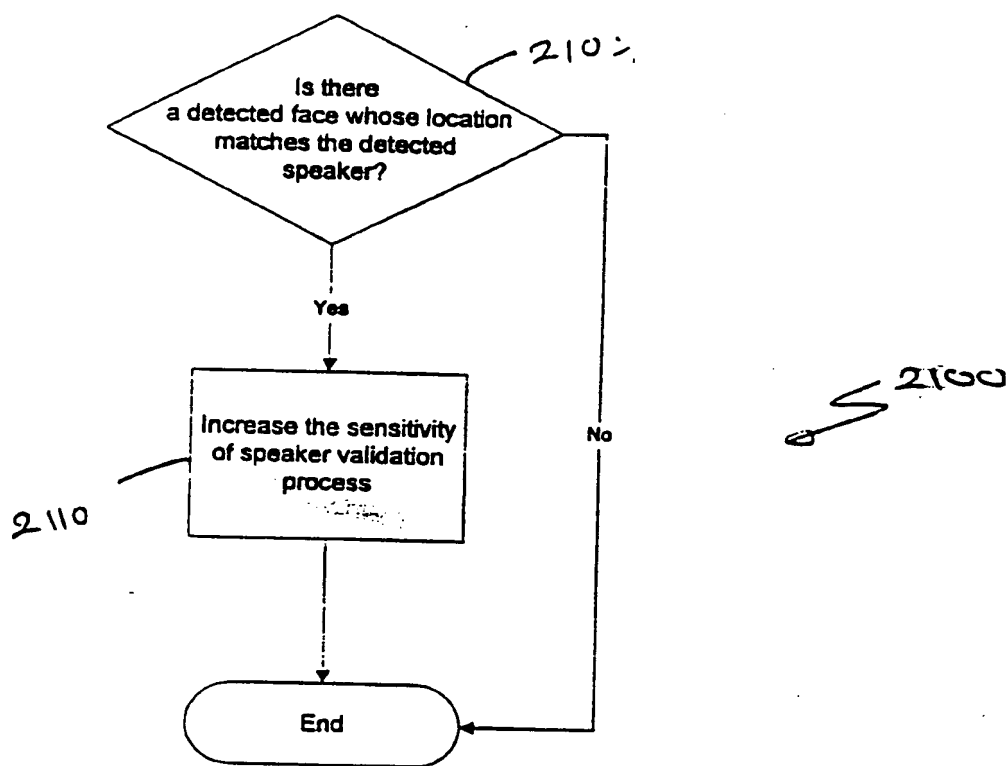 Is there
a detected face whose location
matches the detected
speaker?
Yes
No
2100
Increase the sensitivity
of speaker validation
process
2110
End